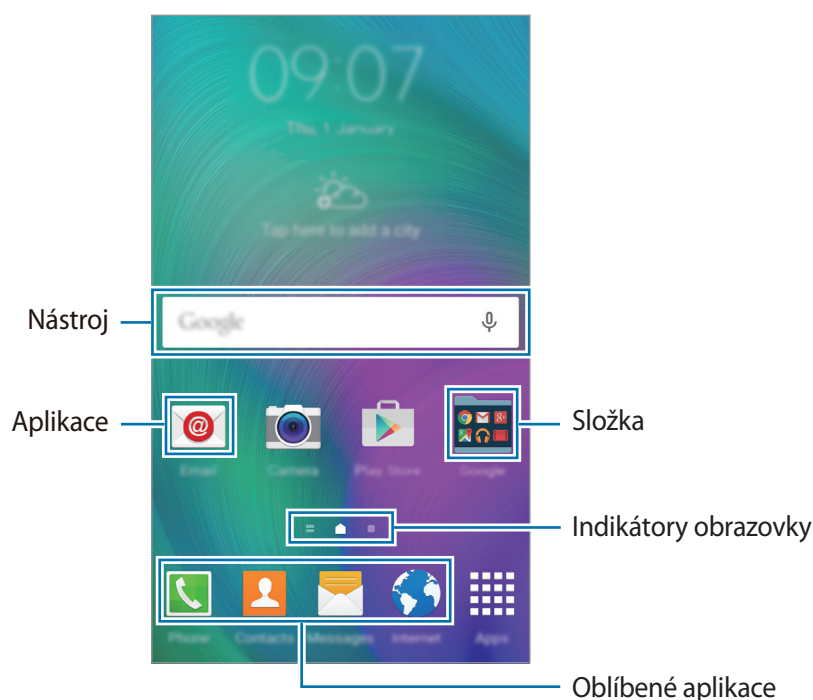 09:07
Thu, 1 January
Tap here to add a city
Nástroj
Google
Aplikace
Složka
Email
Camera
Play Store
Google
Indikátory obrazovky
Phone
Contacts
Messages
Internet
Apps
Oblíbené aplikace